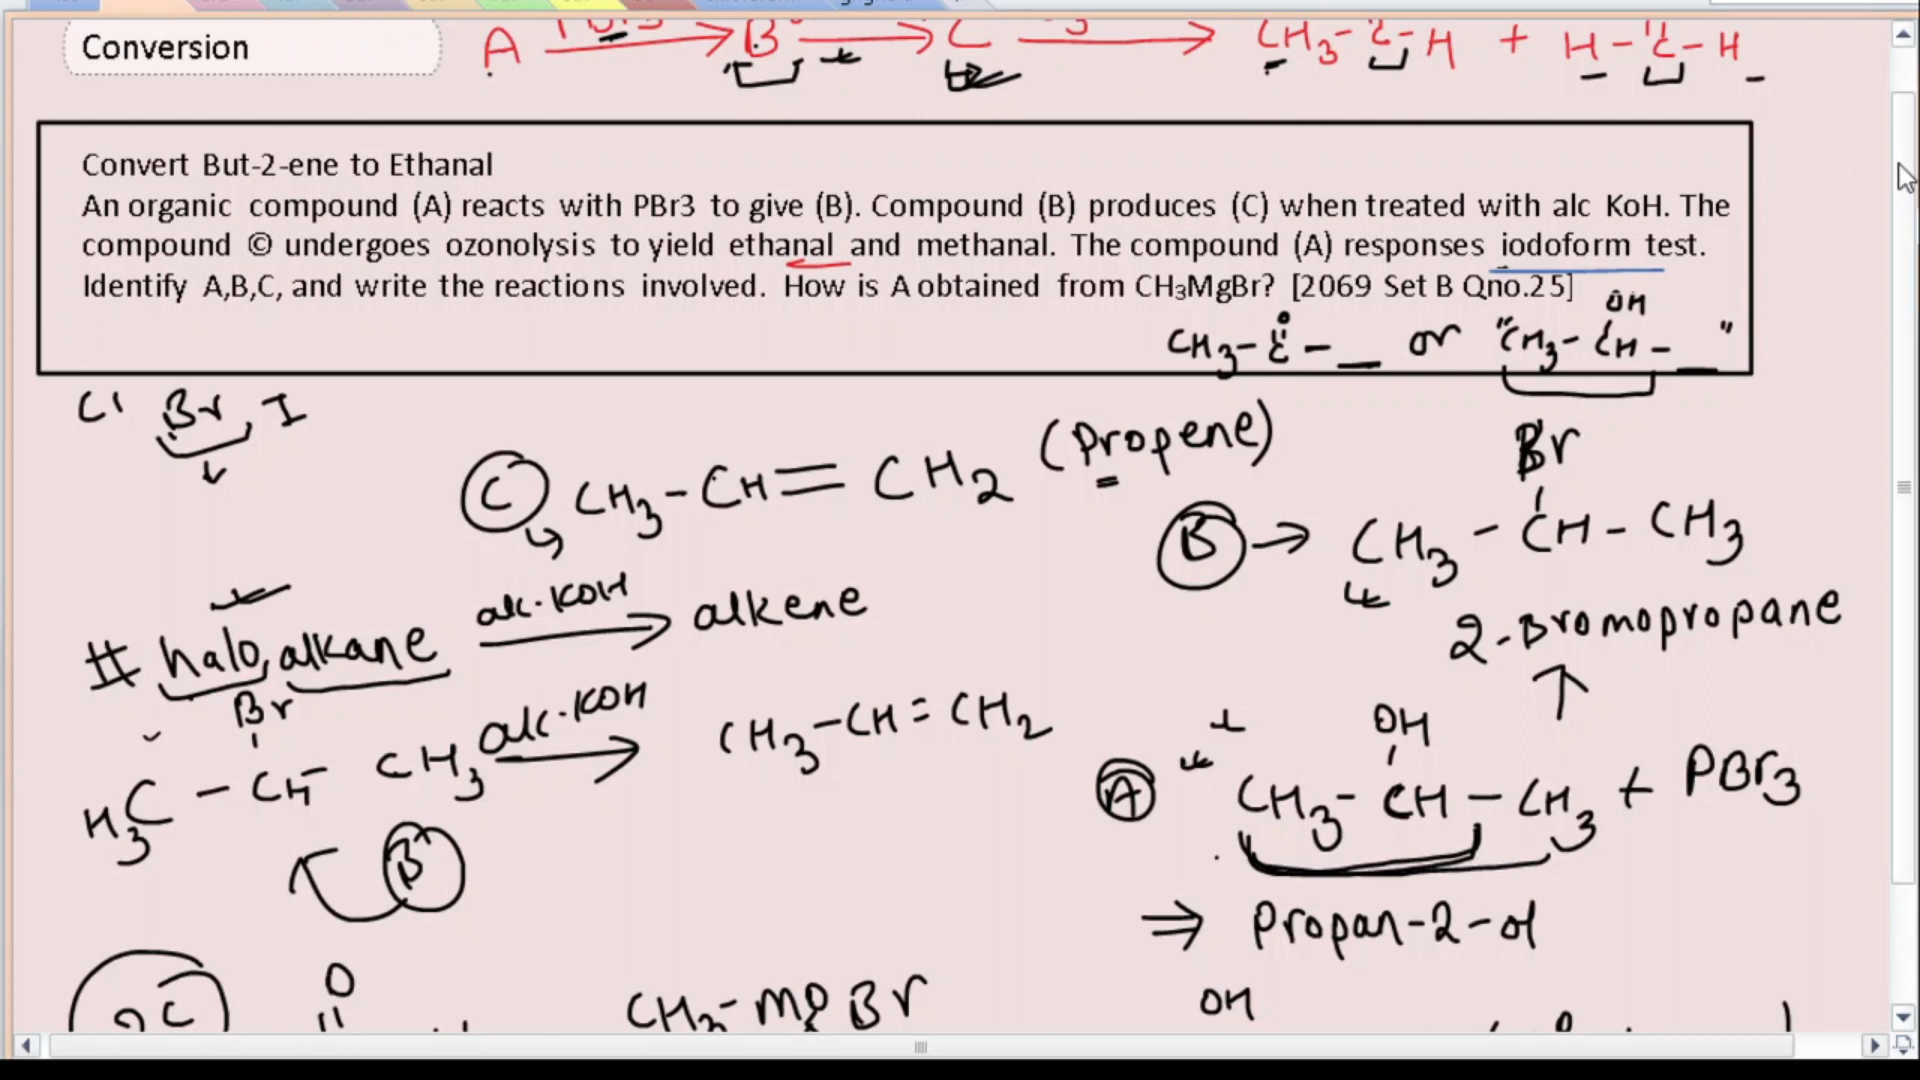 Conversion
A PBr3 B C CH3-C-H + H-C-H
Convert But-2-ene to Ethanal
An organic compound (A) reacts with PBr3 to give (B). Compound (B) produces (C) when treated with alc KoH. The
compound © undergoes ozonolysis to yield ethanal and methanal. The compound (A) responses iodoform test.
Identify A,B,C, and write the reactions involved. How is A obtained from CH₃MgBr? [2069 Set B Qno.25]
OH
CH3-C- or "CH3-CH- "
Br I
(Propene)
Br
C CH3-CH=CH2
B → CH3-CH-CH3
2-Bromopropane
alc.KOH
# halo, alkane → alkene
Br
alc.KOH
H3C-CH-CH3 → CH3-CH=CH2
OH
A CH3-CH-CH3 + PBr3
B
⇒ Propan-2-ol
O
CH3-MgBr
OH